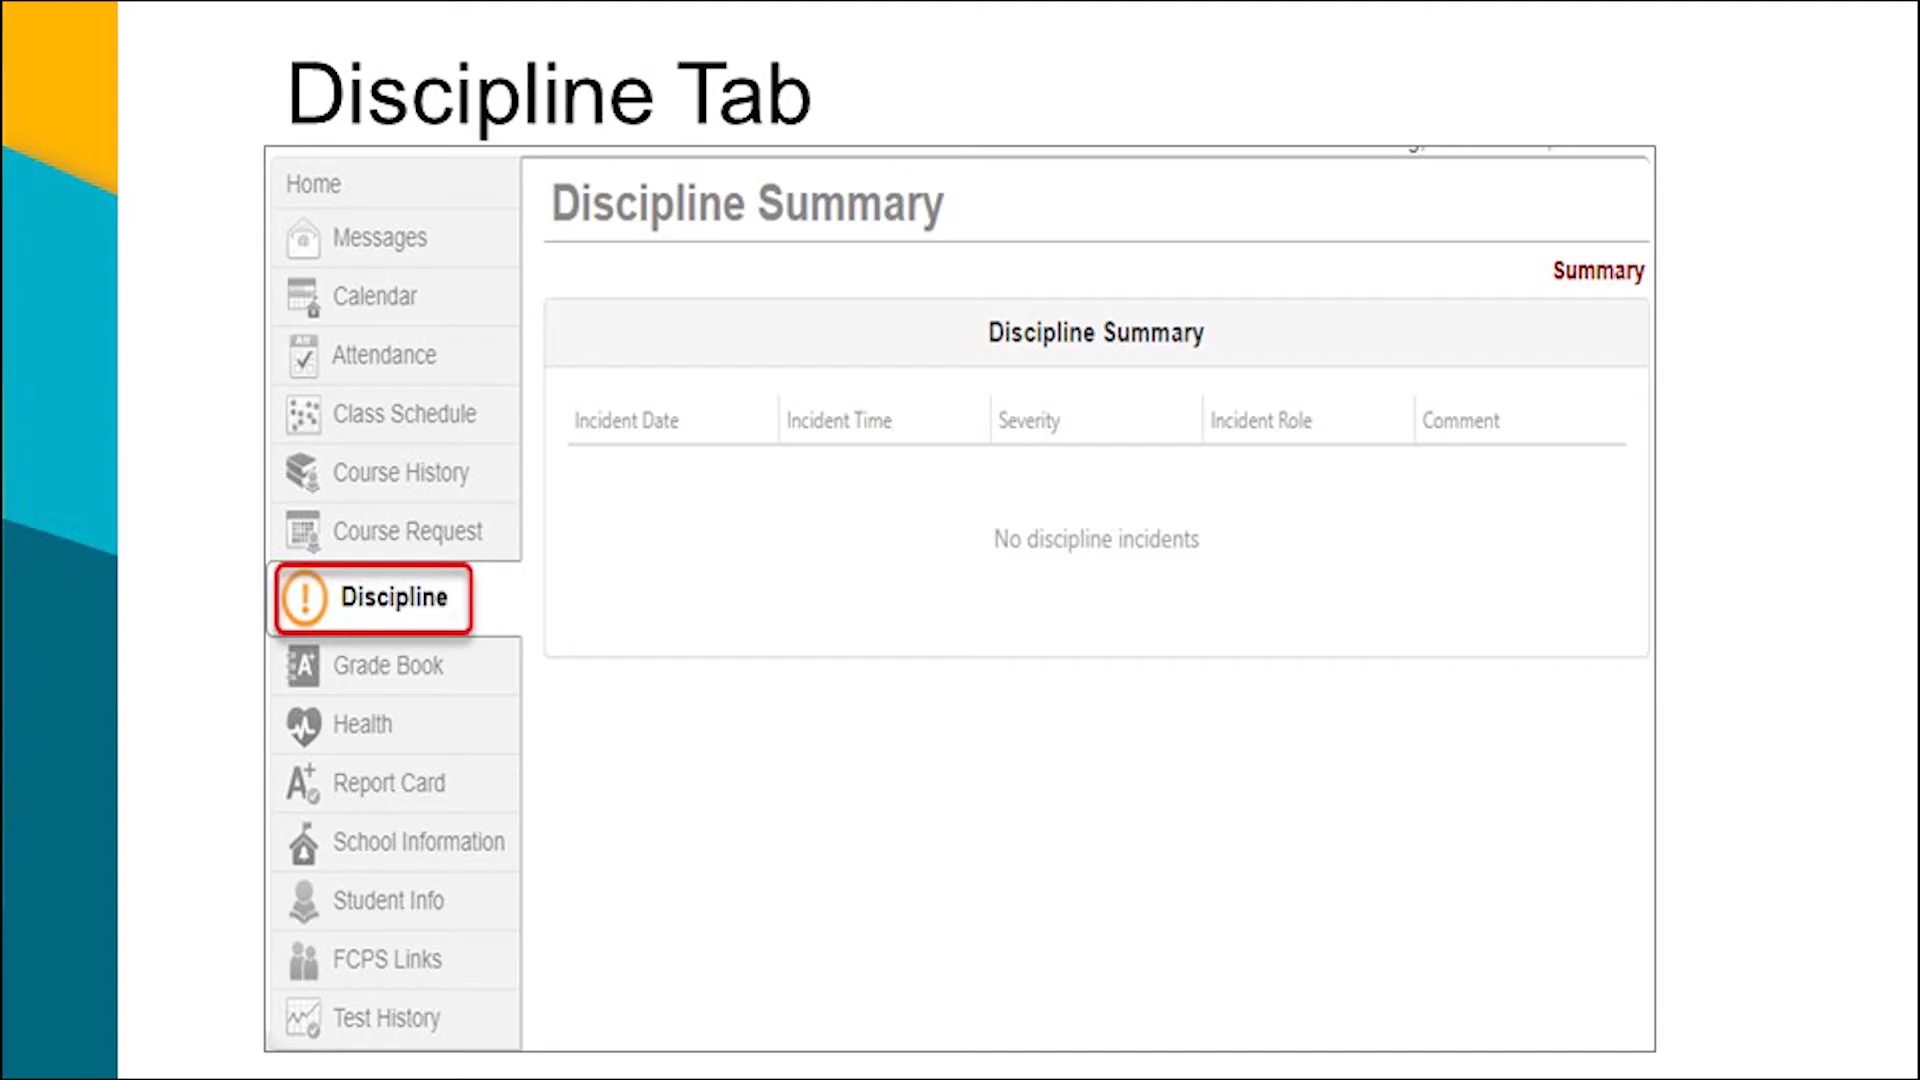 Discipline Tab
Home
Messages
Calendar
Attendance
Class Schedule
Course History
Course Request
Discipline
Grade Book
Health
Report Card
School Information
Student Info
FCPS Links
Test History
Discipline Summary
Summary
Discipline Summary
Incident Date Incident Time Severity Incident Role Comment
No discipline incidents